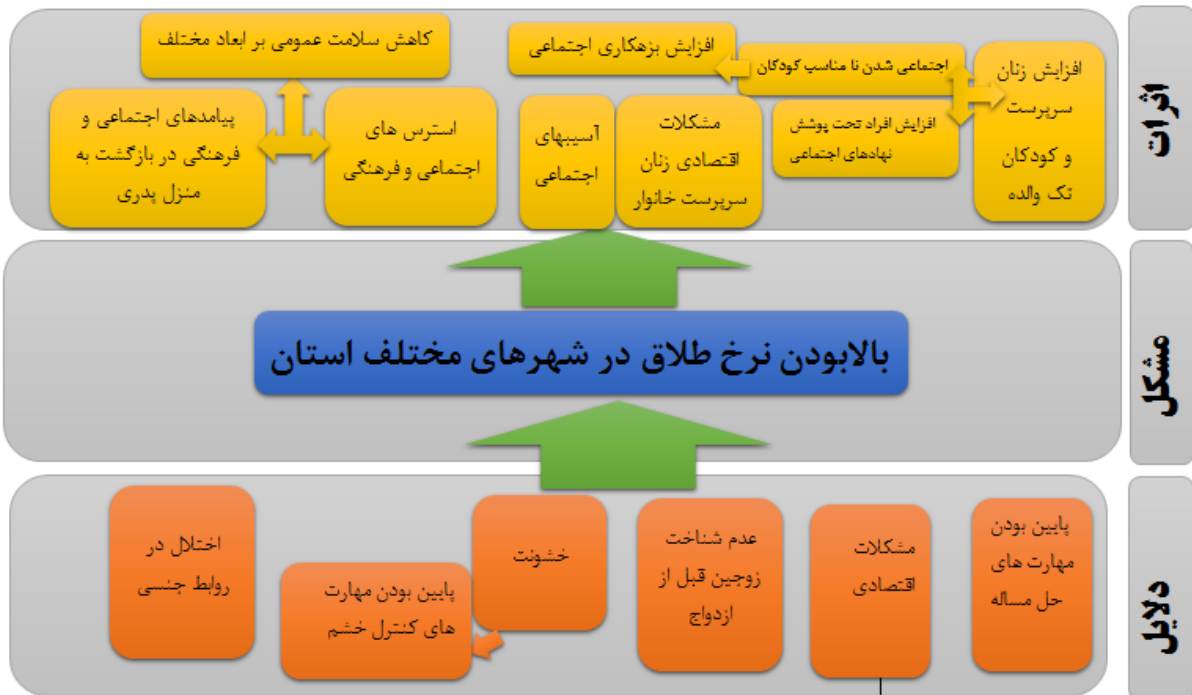 اثرات
افزایش زنان
سرپرست
و کودکان
تک والده
اجتماعی شدن نا مناسب کودکان
افزایش افراد تحت پوشش
نهادهای اجتماعی
افزایش بزهکاری اجتماعی
مشکلات
اقتصادی زنان
سرپرست خانوار
آسیبهای
اجتماعی
کاهش سلامت عمومی بر ابعاد مختلف
استرس های
اجتماعی و فرهنگی
پیامدهای اجتماعی و
فرهنگی در بازگشت به
منزل پدری
مشکل
بالابودن نرخ طلاق در شهرهای مختلف استان
دلایل
پایین بودن
مهارت های
حل مساله
مشکلات
اقتصادی
عدم شناخت
زوجین قبل از
ازدواج
خشونت
پایین بودن مهارت
های کنترل خشم
اختلال در
روابط جنسی